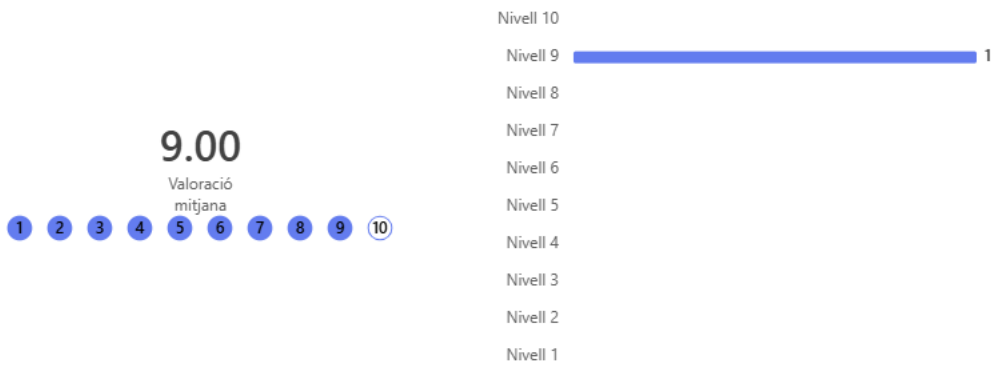 9.00
Valoració
mitjana
1 2 3 4 5 6 7 8 9 10
Nivell 10
Nivell 9 1
Nivell 8
Nivell 7
Nivell 6
Nivell 5
Nivell 4
Nivell 3
Nivell 2
Nivell 1